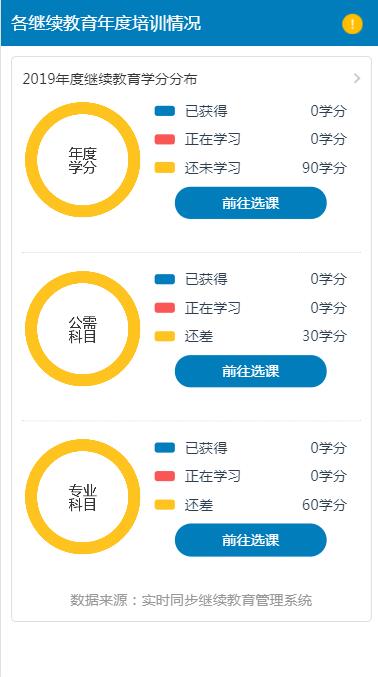 各继续教育年度培训情况
!
2019年度继续教育学分分布
年度
学分
已获得 0学分
正在学习 0学分
还未学习 90学分
前往选课
公需
科目
已获得 0学分
正在学习 0学分
还差 30学分
前往选课
专业
科目
已获得 0学分
正在学习 0学分
还差 60学分
前往选课
数据来源：实时同步继续教育管理系统